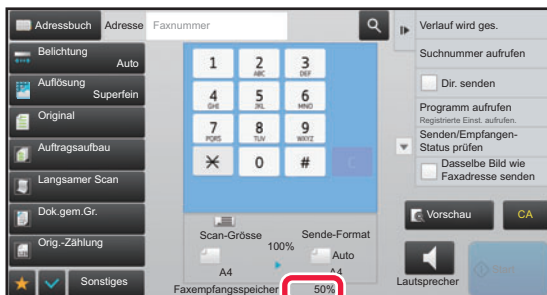 Adressbuch
Adresse
Faxnummer
Verlauf wird ges.
Belichtung
Auto
Suchnummer aufrufen
Auflösung
Superfein
Dir. senden
Original
Programm aufrufen
Registrierte Einst. aufrufen.
Auftragsaufbau
Senden/Empfangen-
Status prüfen
Langsamer Scan
Dasselbe Bild wie
Faxadresse senden
Dok.gem.Gr.
Orig.-Zählung
Sonstiges
1
2 ABC
3 DEF
4 GHI
5 JKL
6 MNO
7 PQRS
8 TUV
9 WXYZ
0
#
C
Scan-Grösse
Sende-Format
100%
Auto
A4
A4
Faxempfangsspeicher
50%
Vorschau
CA
Lautsprecher
Start